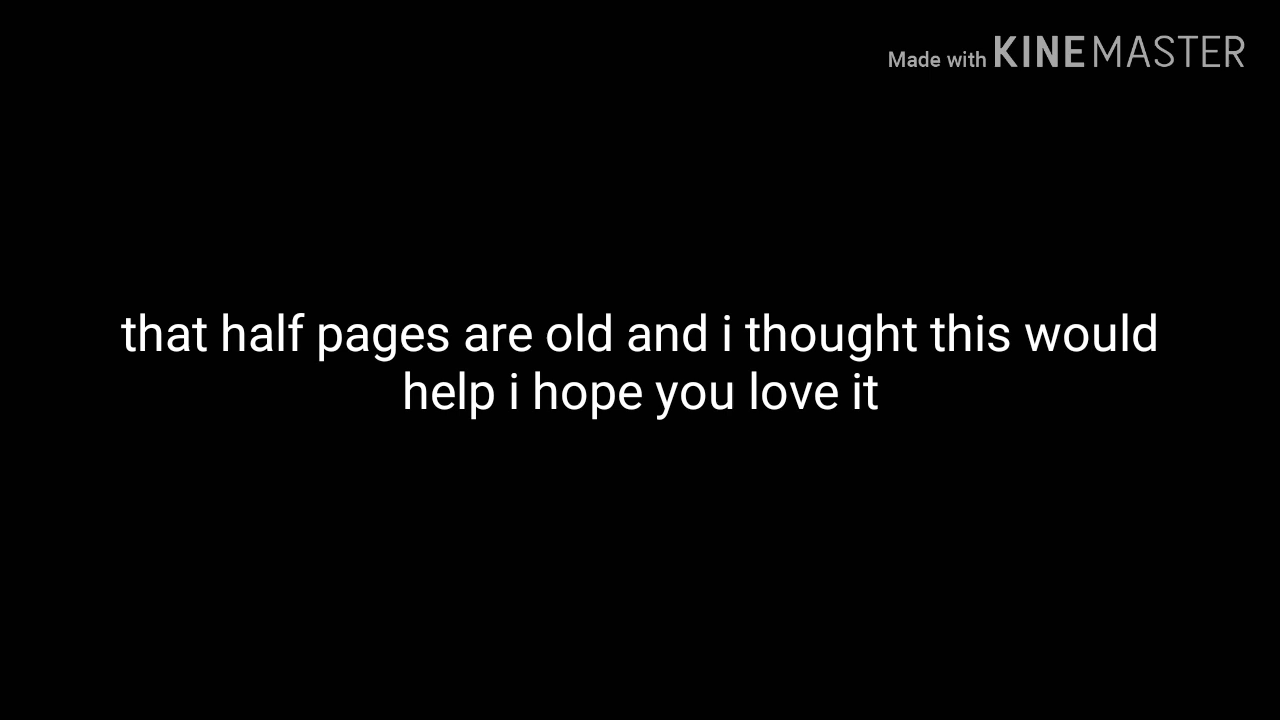 Made with KINEMASTER
that half pages are old and i thought this would
help i hope you love it